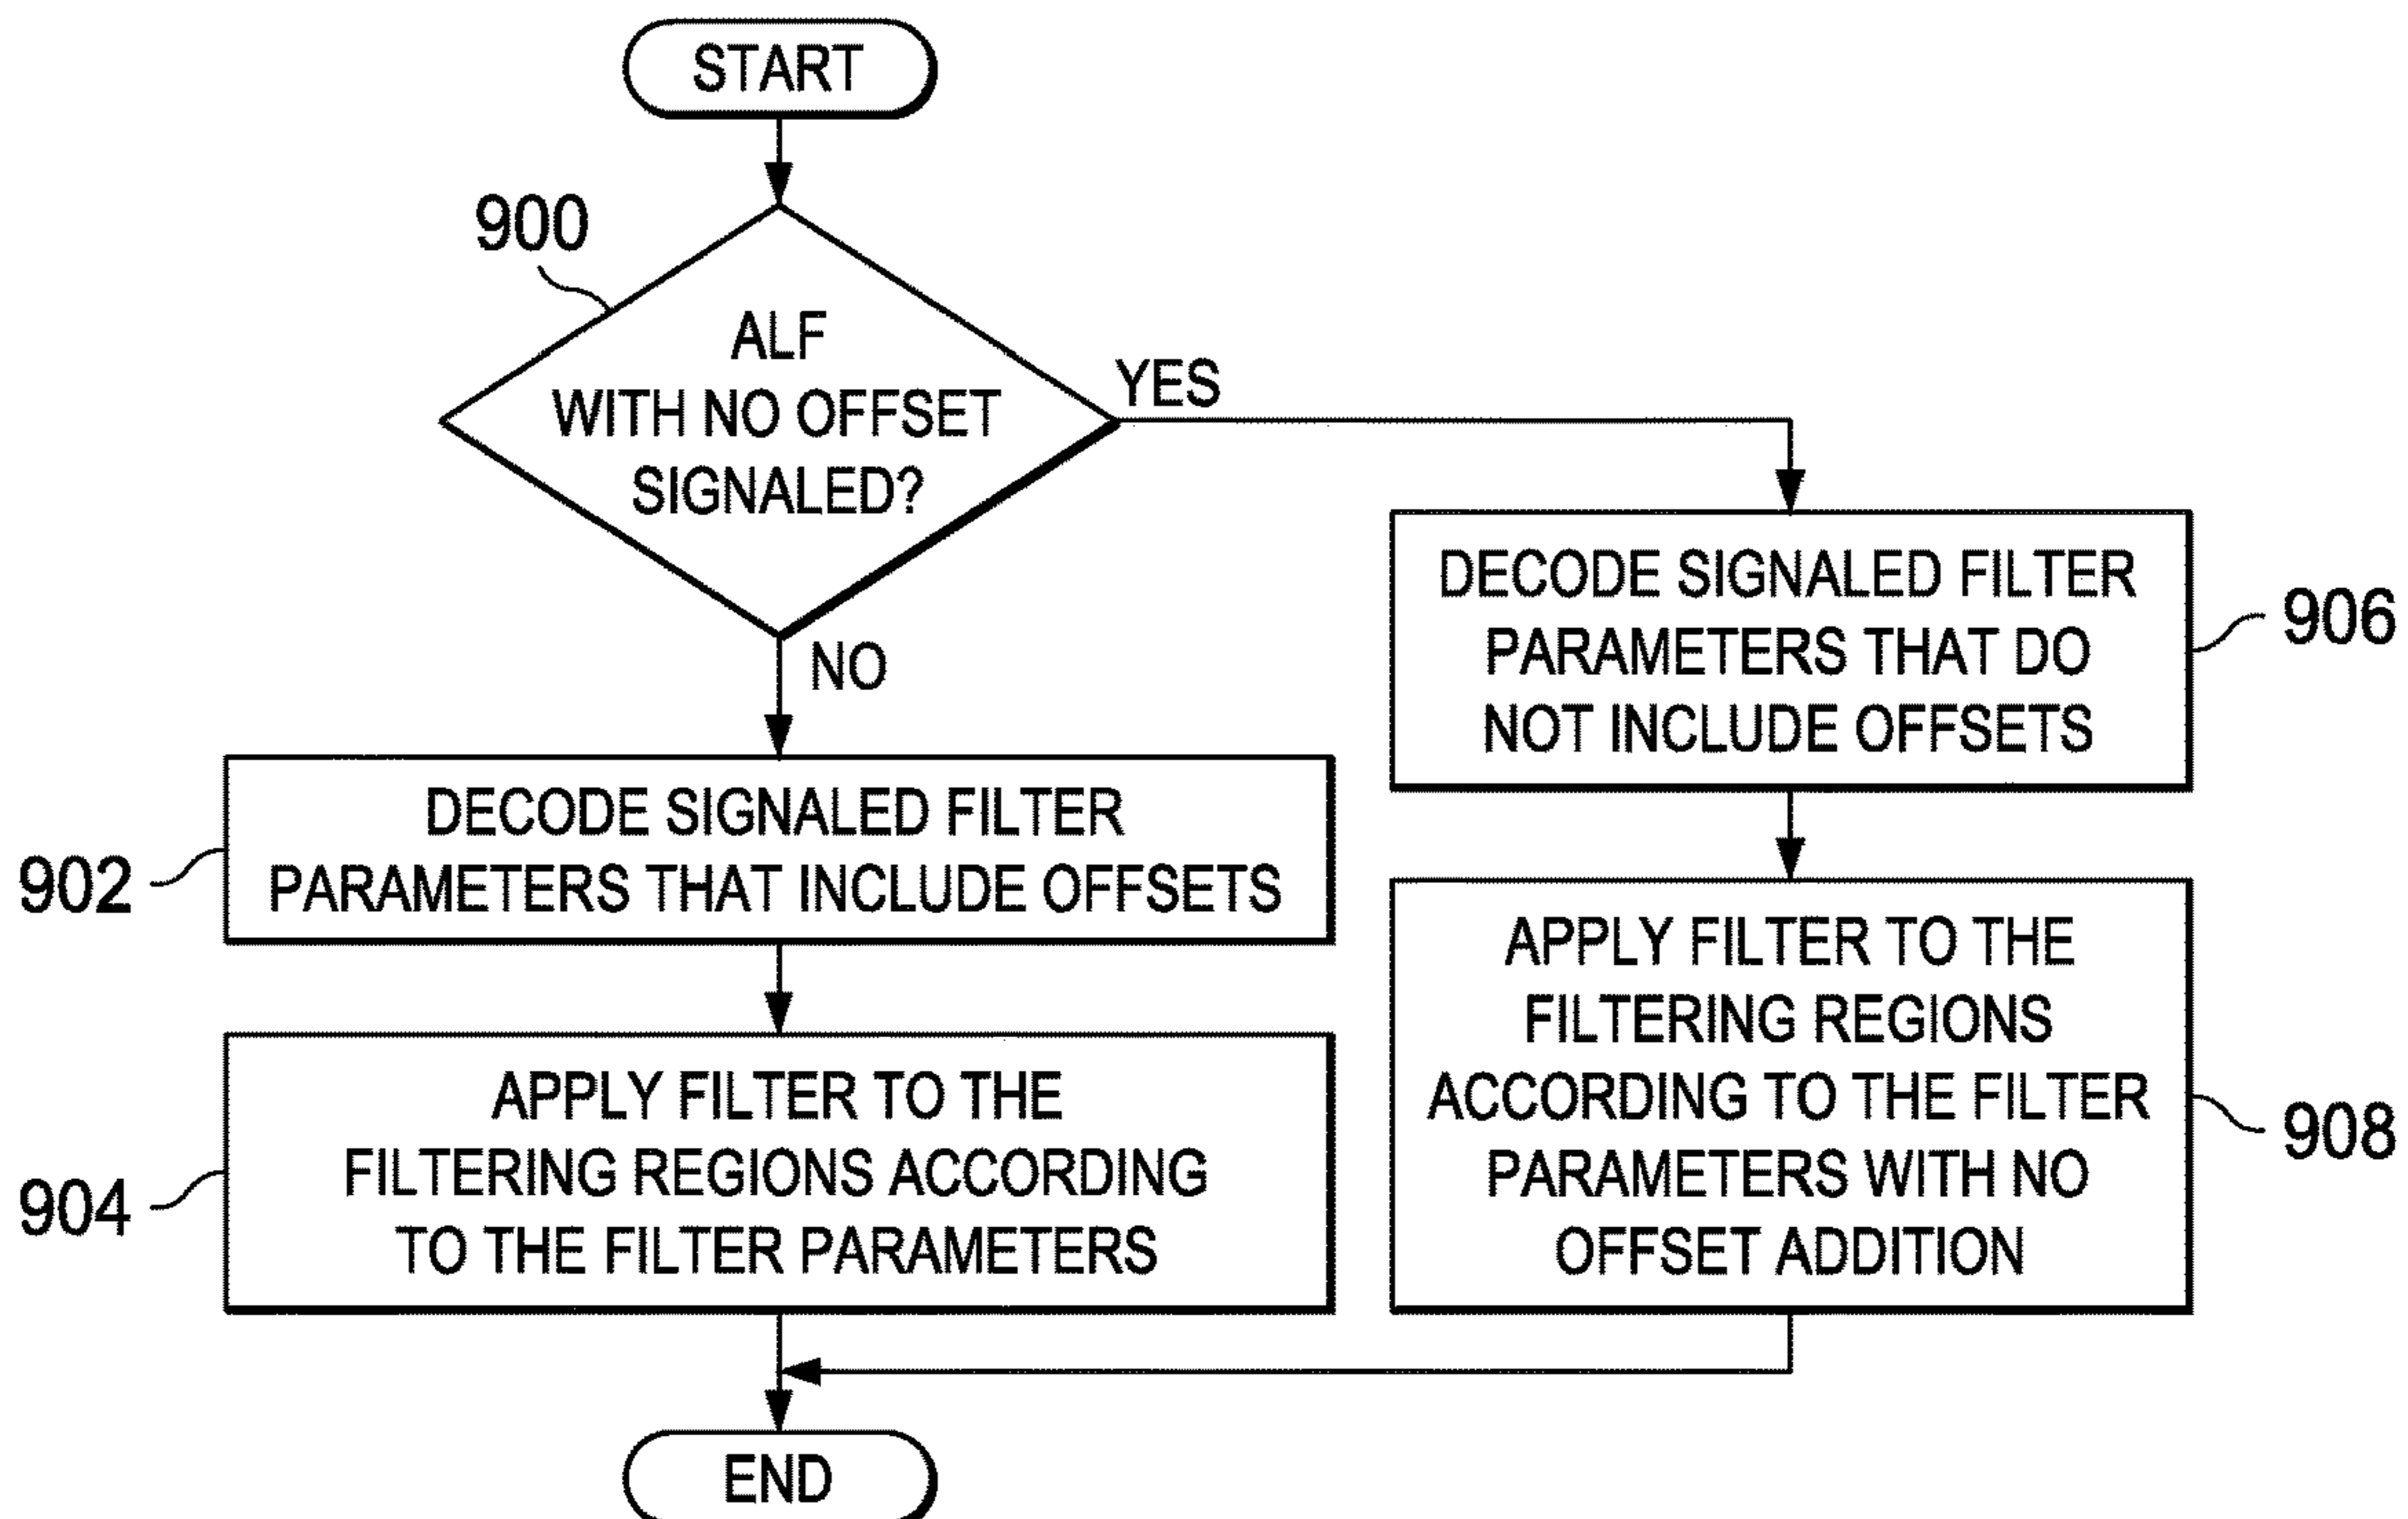 START
900
ALF
WITH NO OFFSET
SIGNALED?
YES
NO
DECODE SIGNALED FILTER
PARAMETERS THAT INCLUDE OFFSETS
902
APPLY FILTER TO THE
FILTERING REGIONS ACCORDING
TO THE FILTER PARAMETERS
904
DECODE SIGNALED FILTER
PARAMETERS THAT DO
NOT INCLUDE OFFSETS
906
APPLY FILTER TO THE
FILTERING REGIONS
ACCORDING TO THE FILTER
PARAMETERS WITH NO
OFFSET ADDITION
908
END